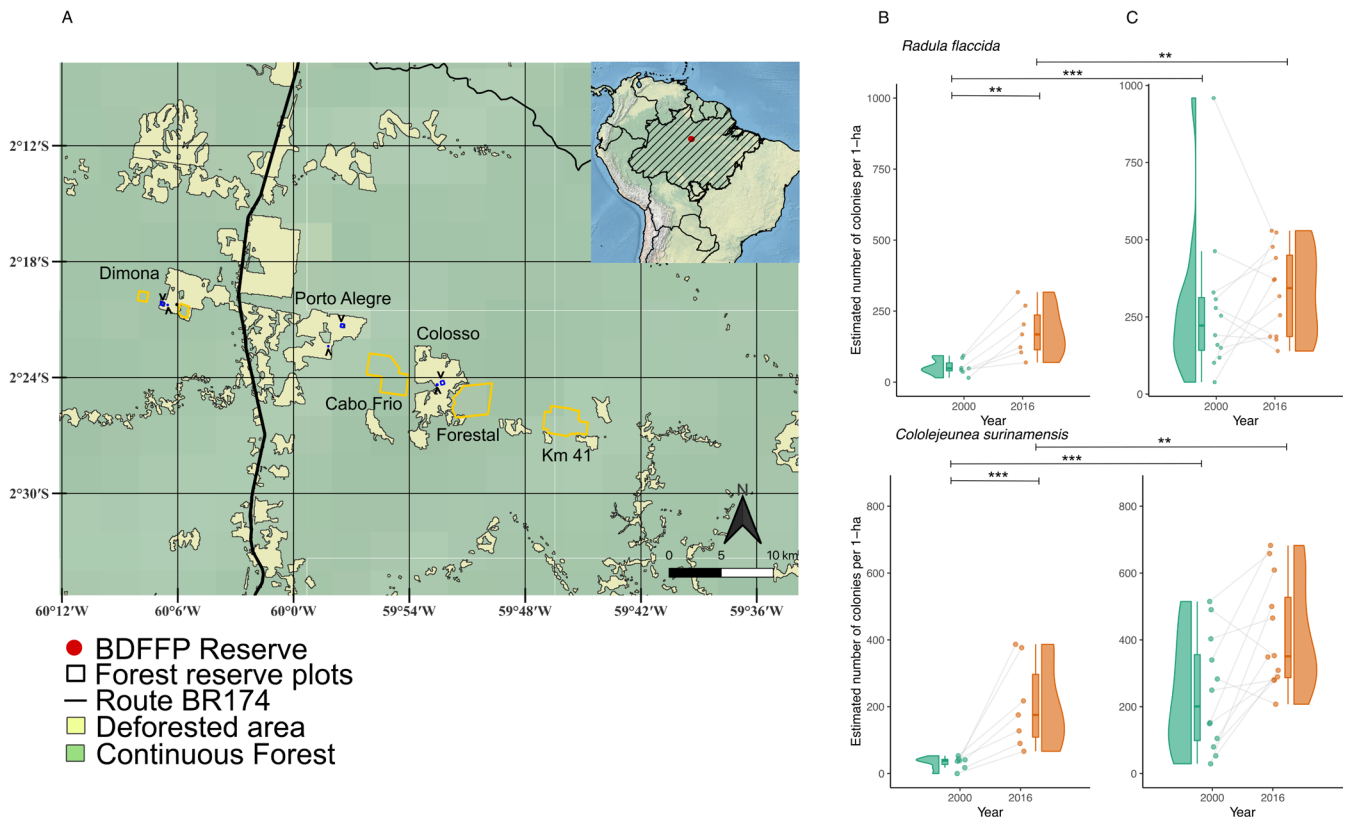 A
B
C
Radula flaccida
**
***
**
Estimated number of colonies per 1−ha
1000
750
500
250
0
2000
2016
Year
1000
750
500
250
0
2000
2016
Year
2°12'S
2°18'S
2°24'S
2°30'S
Dimona
Porto Alegre
Colosso
Cabo Frio
Forestal
Km 41
N
0
5
10 km
60°12'W
60°6'W
60°0'W
59°54'W
59°48'W
59°42'W
59°36'W
BDFFP Reserve
Forest reserve plots
Route BR174
Deforested area
Continuous Forest
Cololejeunea surinamensis
**
***
***
Estimated number of colonies per 1−ha
800
600
400
200
0
2000
2016
Year
800
600
400
200
0
2000
2016
Year